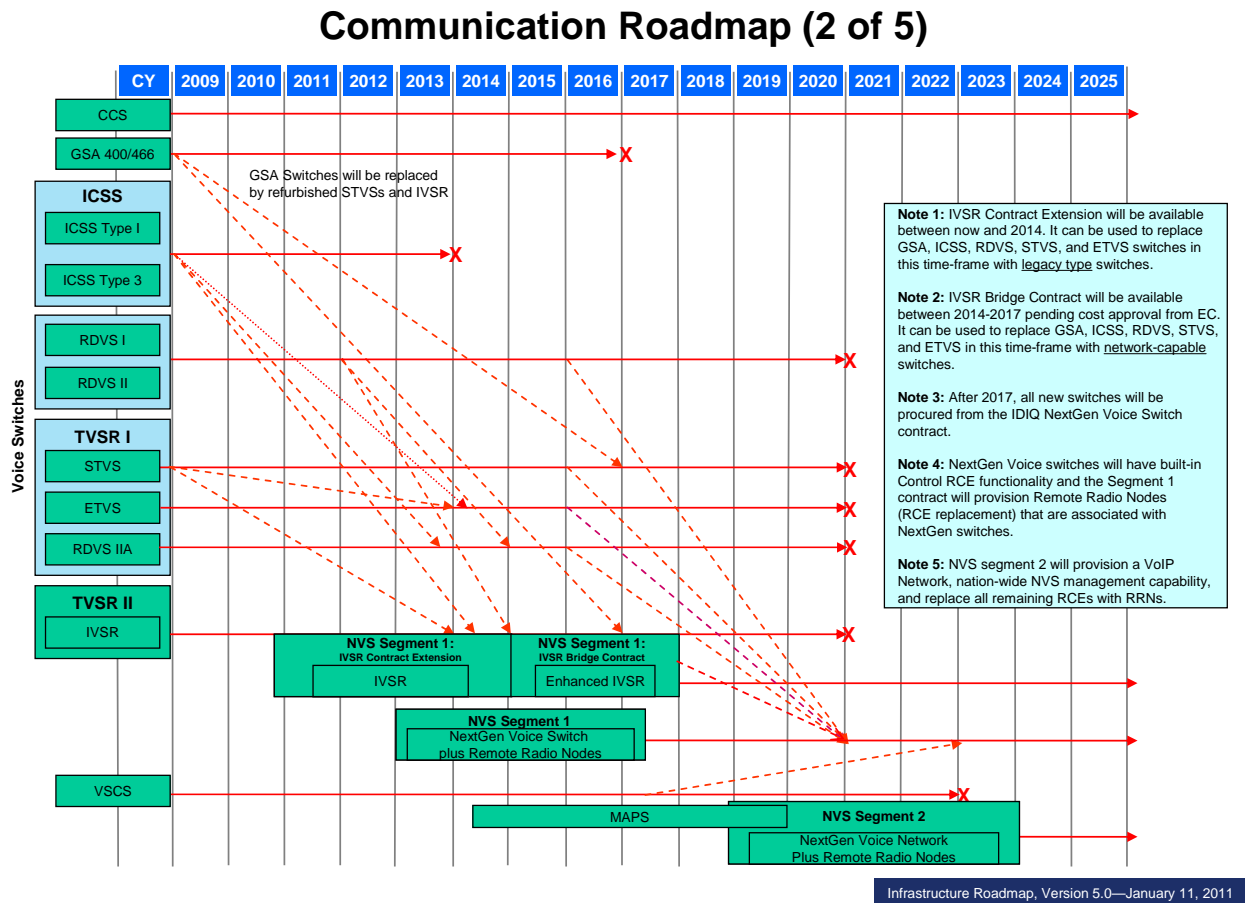 Communication Roadmap (2 of 5)
CY 2009 2010 2011 2012 2013 2014 2015 2016 2017 2018 2019 2020 2021 2022 2023 2024 2025
CCS
GSA 400/466
X
GSA Switches will be replaced
by refurbished STVSs and IVSR
ICSS
ICSS Type I
X
ICSS Type 3
RDVS I
X
RDVS II
Voice Switches
TVSR I
STVS
X
ETVS
X
RDVS IIA
X
TVSR II
IVSR
X
NVS Segment 1:
IVSR Contract Extension
IVSR
NVS Segment 1:
IVSR Bridge Contract
Enhanced IVSR
NVS Segment 1
NextGen Voice Switch
plus Remote Radio Nodes
VSCS
X
MAPS
NVS Segment 2
NextGen Voice Network
Plus Remote Radio Nodes
Note 1: IVSR Contract Extension will be available
between now and 2014. It can be used to replace
GSA, ICSS, RDVS, STVS, and ETVS switches in
this time-frame with legacy type switches.
Note 2: IVSR Bridge Contract will be available
between 2014-2017 pending cost approval from EC.
It can be used to replace GSA, ICSS, RDVS, STVS,
and ETVS in this time-frame with network-capable
switches.
Note 3: After 2017, all new switches will be
procured from the IDIQ NextGen Voice Switch
contract.
Note 4: NextGen Voice switches will have built-in
Control RCE functionality and the Segment 1
contract will provision Remote Radio Nodes
(RCE replacement) that are associated with
NextGen switches.
Note 5: NVS segment 2 will provision a VoIP
Network, nation-wide NVS management capability,
and replace all remaining RCEs with RRNs.
Infrastructure Roadmap, Version 5.0—January 11, 2011